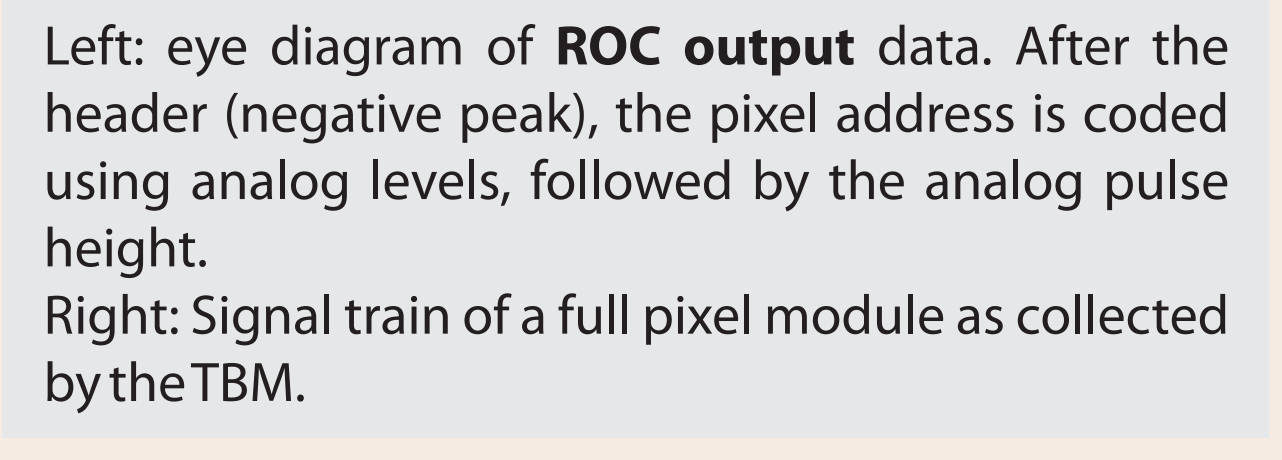 Left: eye diagram of ROC output data. After the
header (negative peak), the pixel address is coded
using analog levels, followed by the analog pulse
height.
Right: Signal train of a full pixel module as collected
by the TBM.